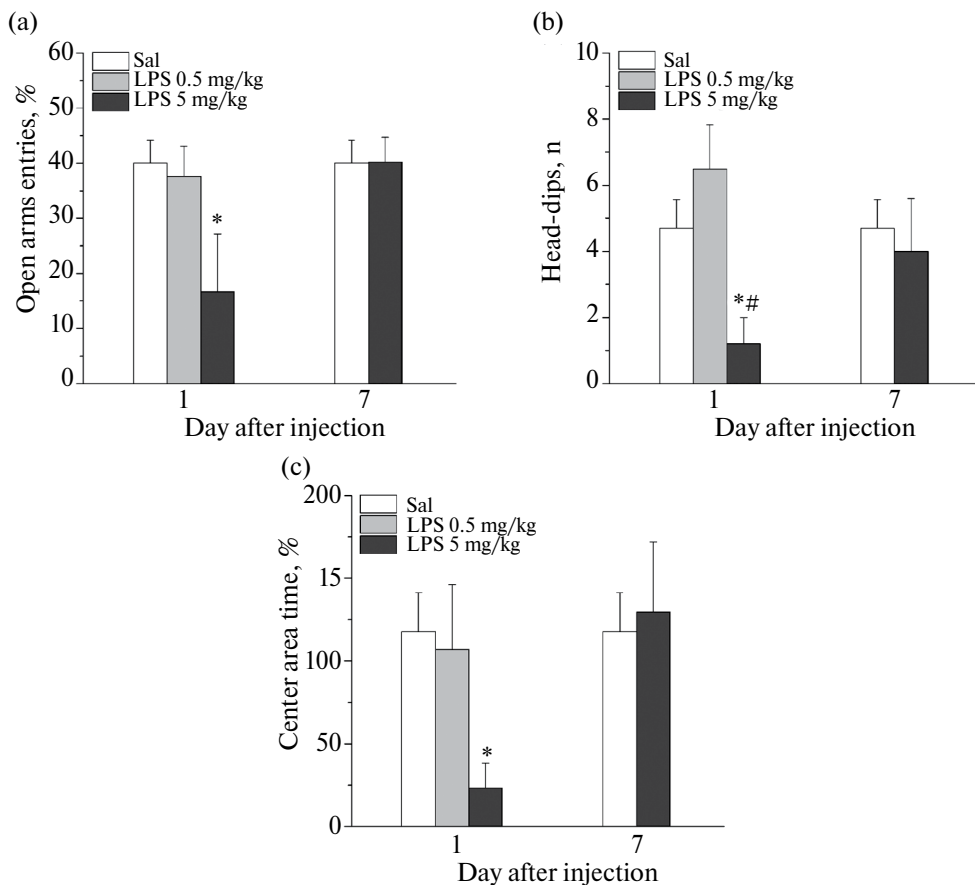 (a)
60
50
40
30
20
10
0
Open arms entries, %
Sal
LPS 0.5 mg/kg
LPS 5 mg/kg
*
1
7
Day after injection
(b)
10
8
6
4
2
0
Head-dips, n
Sal
LPS 0.5 mg/kg
LPS 5 mg/kg
*#
1
7
Day after injection
(c)
200
15
100
50
0
Center area time, %
Sal
LPS 0.5 mg/kg
LPS 5 mg/kg
*
1
7
Day after injection